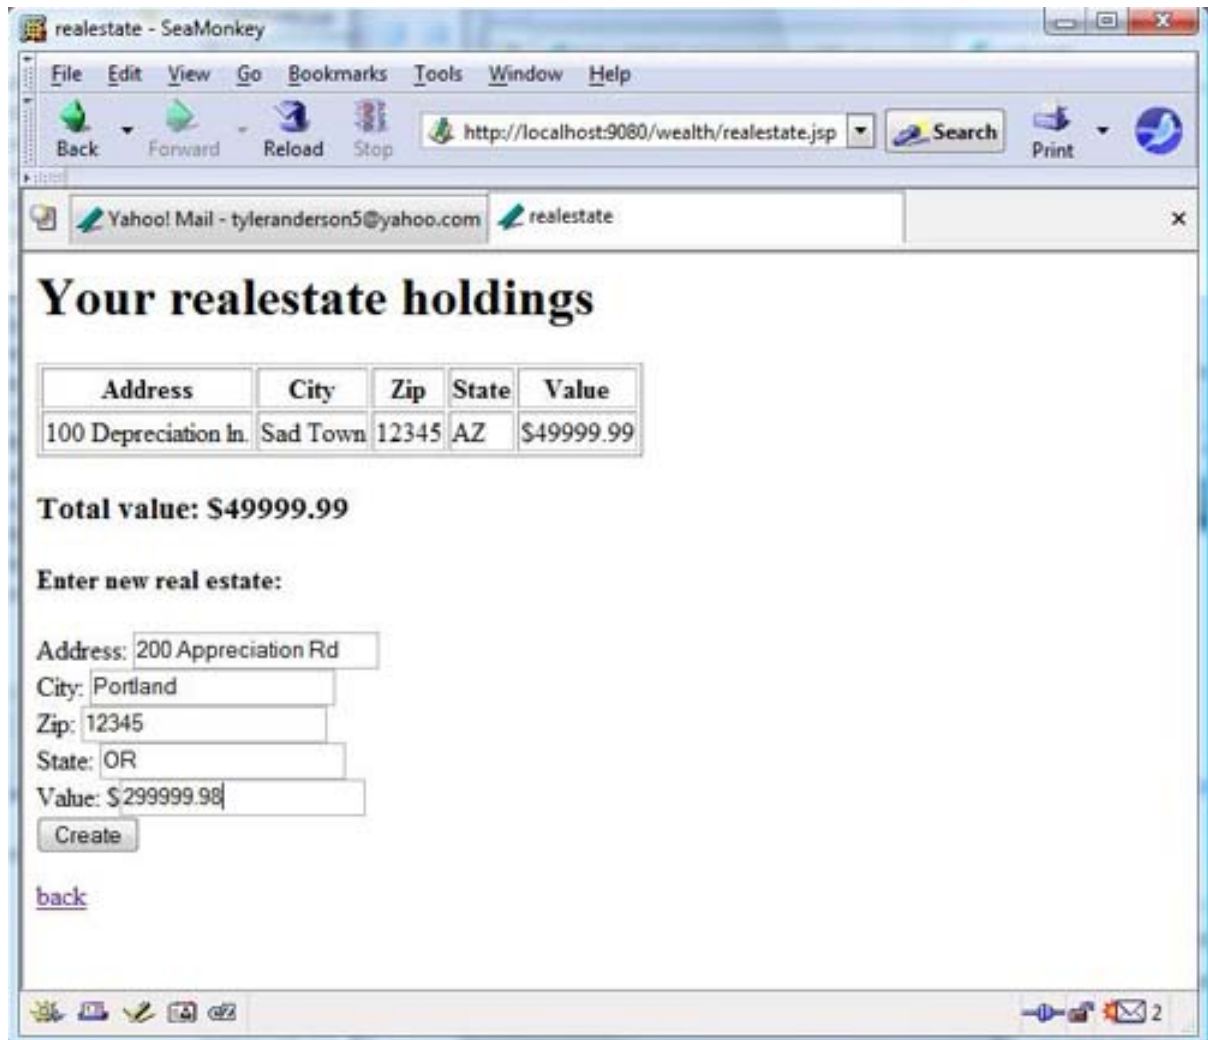 realestate - SeaMonkey
File Edit View Go Bookmarks Tools Window Help
Back Forward Reload Stop http://localhost:9080/wealth/realestate.jsp Search Print
Yahoo! Mail - tyleranderson5@yahoo.com realestate
Your realestate holdings
Address City Zip State Value
100 Depreciation ln. Sad Town 12345 AZ $49999.99
Total value: $49999.99
Enter new real estate:
Address: 200 Appreciation Rd
City: Portland
Zip: 12345
State: OR
Value: $299999.98
Create
back
2